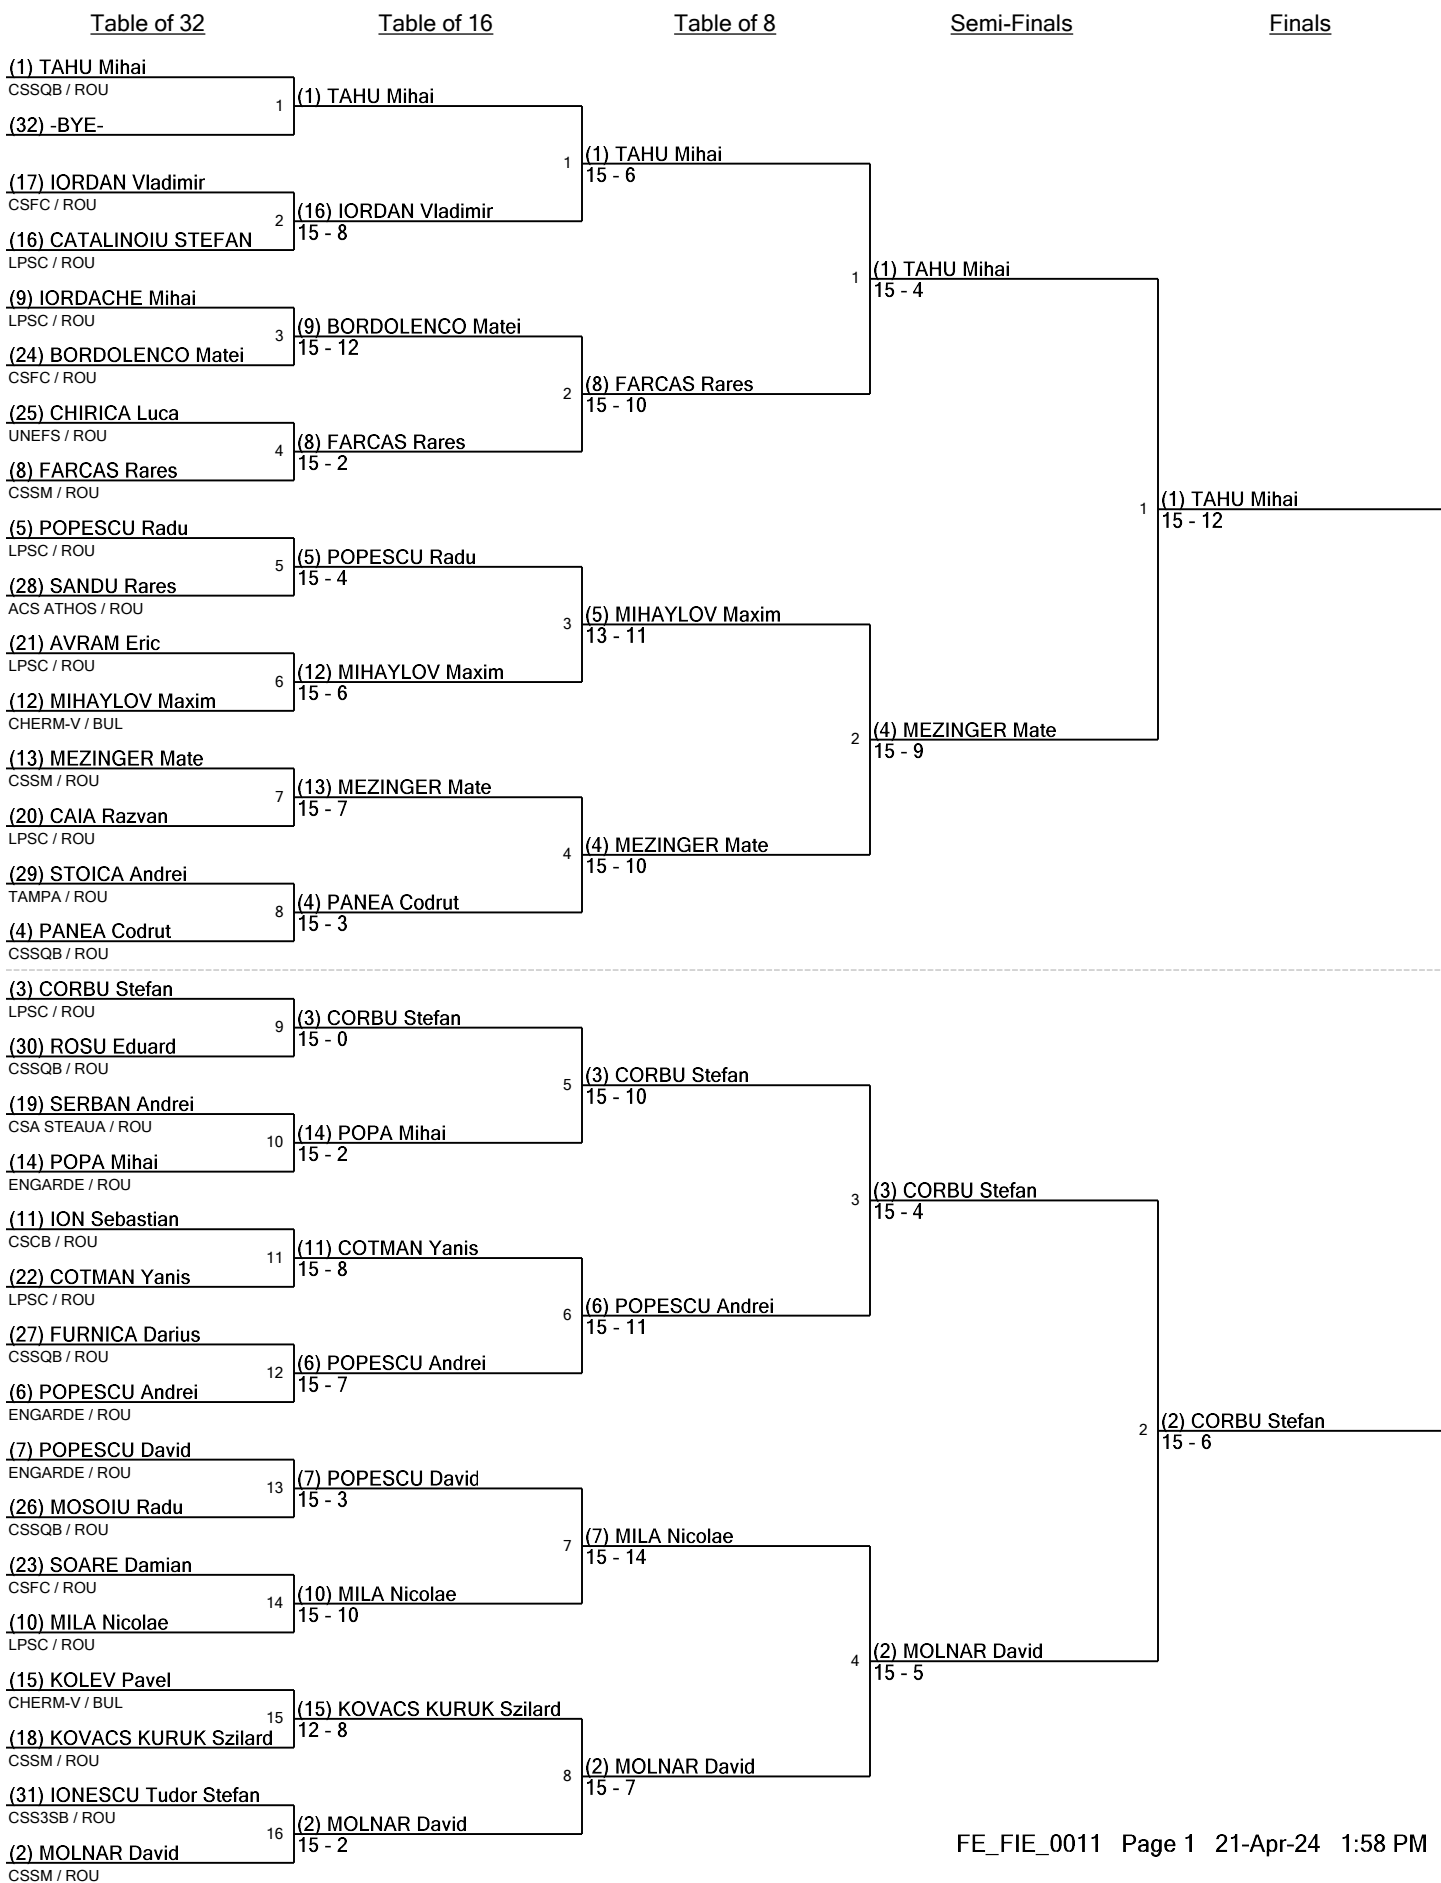 Table of 32
Table of 16
Table of 8
Semi-Finals
Finals
(1) TAHU Mihai
CSSQB / ROU
1
(32) -BYE-
(17) IORDAN Vladimir
CSFC / ROU
2
(16) CATALINOIU STEFAN
LPSC / ROU
(9) IORDACHE Mihai
LPSC / ROU
3
(24) BORDOLENCO Matei
CSFC / ROU
(25) CHIRICA Luca
UNEFS / ROU
4
(8) FARCAS Rares
CSSM / ROU
(5) POPESCU Radu
LPSC / ROU
5
(28) SANDU Rares
ACS ATHOS / ROU
(21) AVRAM Eric
LPSC / ROU
6
(12) MIHAYLOV Maxim
CHERM-V / BUL
(13) MEZINGER Mate
CSSM / ROU
7
(20) CAIA Razvan
LPSC / ROU
(29) STOICA Andrei
TAMPA / ROU
8
(4) PANEA Codrut
CSSQB / ROU
(3) CORBU Stefan
LPSC / ROU
9
(30) ROSU Eduard
CSSQB / ROU
(19) SERBAN Andrei
CSA STEAUA / ROU
10
(14) POPA Mihai
ENGARDE / ROU
(11) ION Sebastian
CSCB / ROU
11
(22) COTMAN Yanis
LPSC / ROU
(27) FURNICA Darius
CSSQB / ROU
12
(6) POPESCU Andrei
ENGARDE / ROU
(7) POPESCU David
ENGARDE / ROU
13
(26) MOSOIU Radu
CSSQB / ROU
(23) SOARE Damian
CSFC / ROU
14
(10) MILA Nicolae
LPSC / ROU
(15) KOLEV Pavel
CHERM-V / BUL
15
(18) KOVACS KURUK Szilard
CSSM / ROU
(31) IONESCU Tudor Stefan
CSS3SB / ROU
16
(2) MOLNAR David
CSSM / ROU
(1) TAHU Mihai
1
(16) IORDAN Vladimir
15 - 8
(9) BORDOLENCO Matei
15 - 12
2
(8) FARCAS Rares
15 - 2
(5) POPESCU Radu
15 - 4
3
(12) MIHAYLOV Maxim
15 - 6
(13) MEZINGER Mate
15 - 7
4
(4) PANEA Codrut
15 - 3
(3) CORBU Stefan
15 - 0
5
(14) POPA Mihai
15 - 2
(11) COTMAN Yanis
15 - 8
6
(6) POPESCU Andrei
15 - 7
(7) POPESCU David
15 - 3
7
(10) MILA Nicolae
15 - 10
(15) KOVACS KURUK Szilard
12 - 8
8
(2) MOLNAR David
15 - 2
(1) TAHU Mihai
15 - 6
1
(8) FARCAS Rares
15 - 10
(5) MIHAYLOV Maxim
13 - 11
2
(4) MEZINGER Mate
15 - 10
(3) CORBU Stefan
15 - 10
3
(6) POPESCU Andrei
15 - 11
(7) MILA Nicolae
15 - 14
4
(2) MOLNAR David
15 - 7
(1) TAHU Mihai
15 - 4
1
(4) MEZINGER Mate
15 - 9
(3) CORBU Stefan
15 - 4
2
(2) MOLNAR David
15 - 5
(1) TAHU Mihai
15 - 12
(2) CORBU Stefan
15 - 6
FE_FIE_0011 Page 1 21-Apr-24 1:58 PM